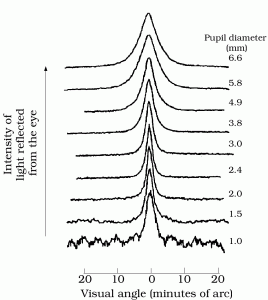 Pupil diameter
(mm)
6.6
5.8
4.9
3.8
3.0
2.4
2.0
1.5
1.0
Intensity of
light reflected
from the eye
20 10 0 10 20
Visual angle (minutes of arc)